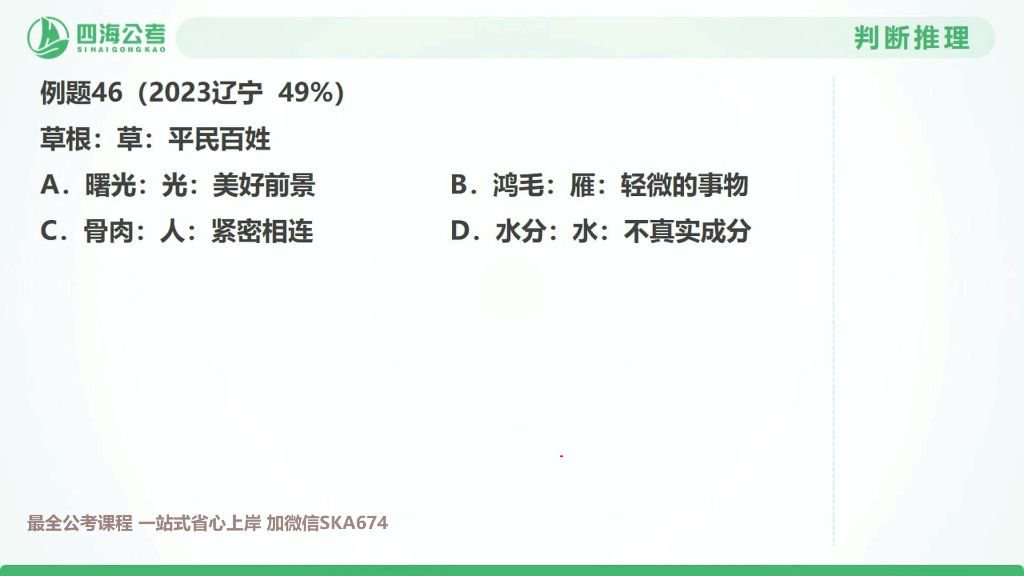 四海公考
SIHAIGONGKAO
判断推理
例题46（2023辽宁 49%）
草根：草：平民百姓
A．曙光：光：美好前景 B．鸿毛：雁：轻微的事物
C．骨肉：人：紧密相连 D．水分：水：不真实成分
最全公考课程 一站式省心上岸 加微信SKA674